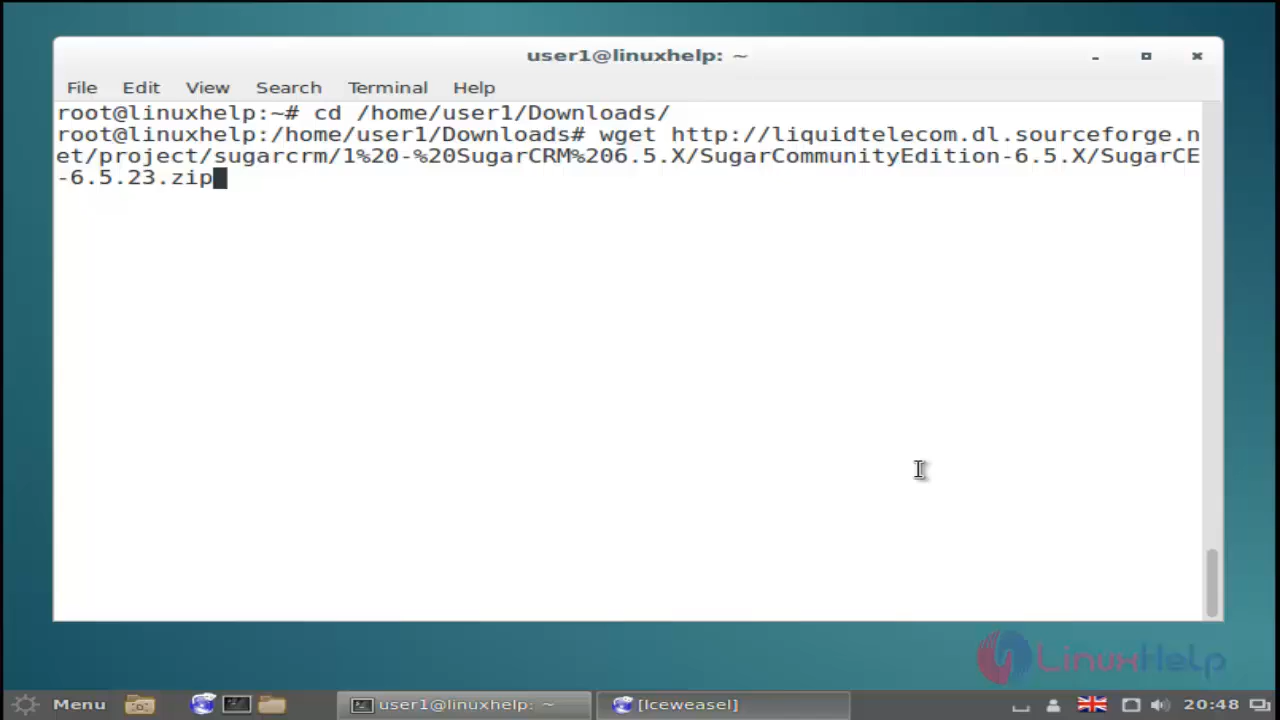 user1@linuxhelp: ~
File Edit View Search Terminal Help
root@linuxhelp:~# cd /home/user1/Downloads/
root@linuxhelp:/home/user1/Downloads# wget http://liquidtelecom.dl.sourceforge.n
et/project/sugarcrm/1%20-%20SugarCRM%206.5.X/SugarCommunityEdition-6.5.X/SugarCE
-6.5.23.zip
LinuxHelp
Menu user1@linuxhelp: ~ [Iceweasel] 20:48